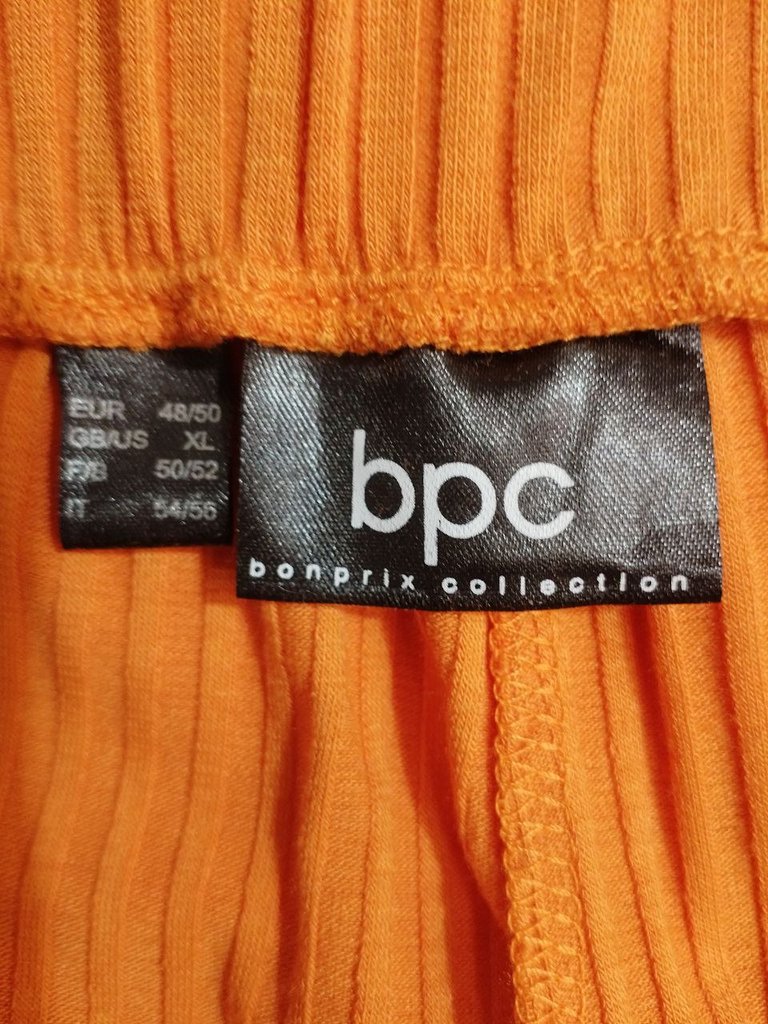 EUR 48/50
GB/US XL
F/B 50/52
IT 54/56
bpc
bonprix collection